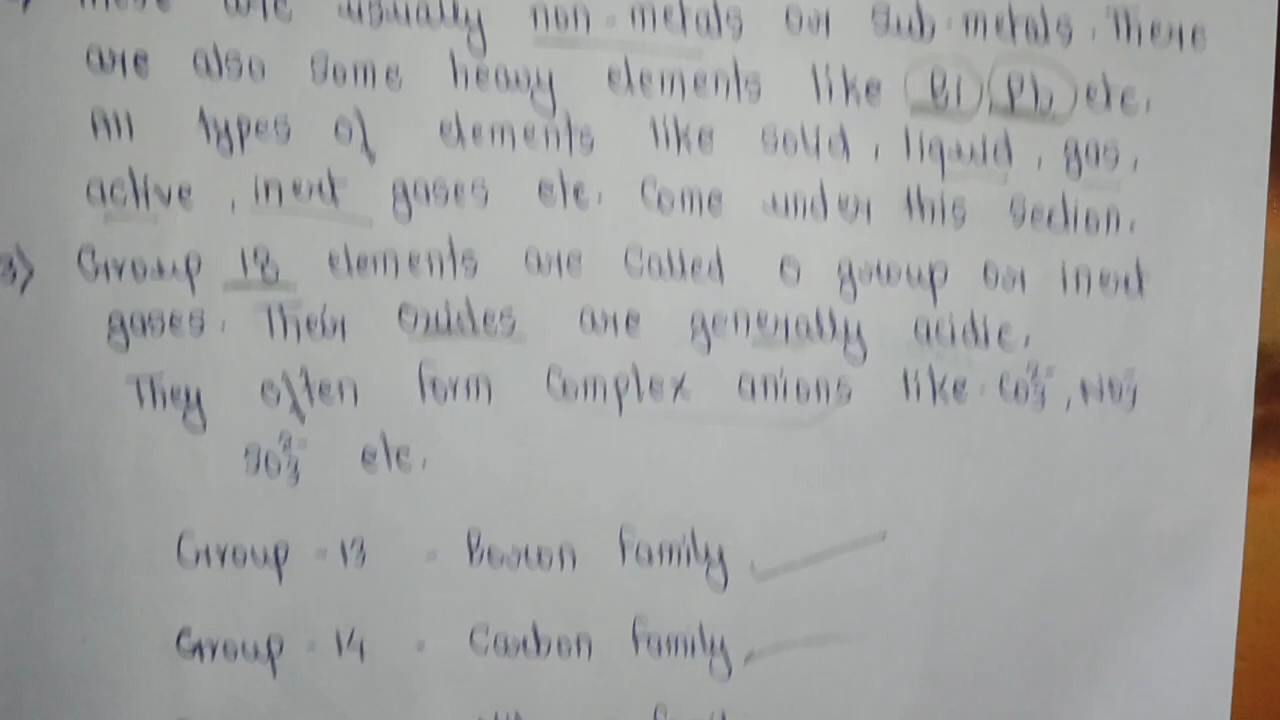 These are usually non-metals or sub-metals. There
are also some heavy elements like Bi, Pb, etc.
All types of elements like solid, liquid, gas,
active, inert gases etc. Come under this section.
3) Group 18 elements are called 0 group or inert
gases. Their oxides are generally acidic.
They often form complex anions like CO₃²⁻, NO₃⁻
SO₃²⁻ etc.
Group - 13 - Boron family
Group - 14 - Carbon family
family